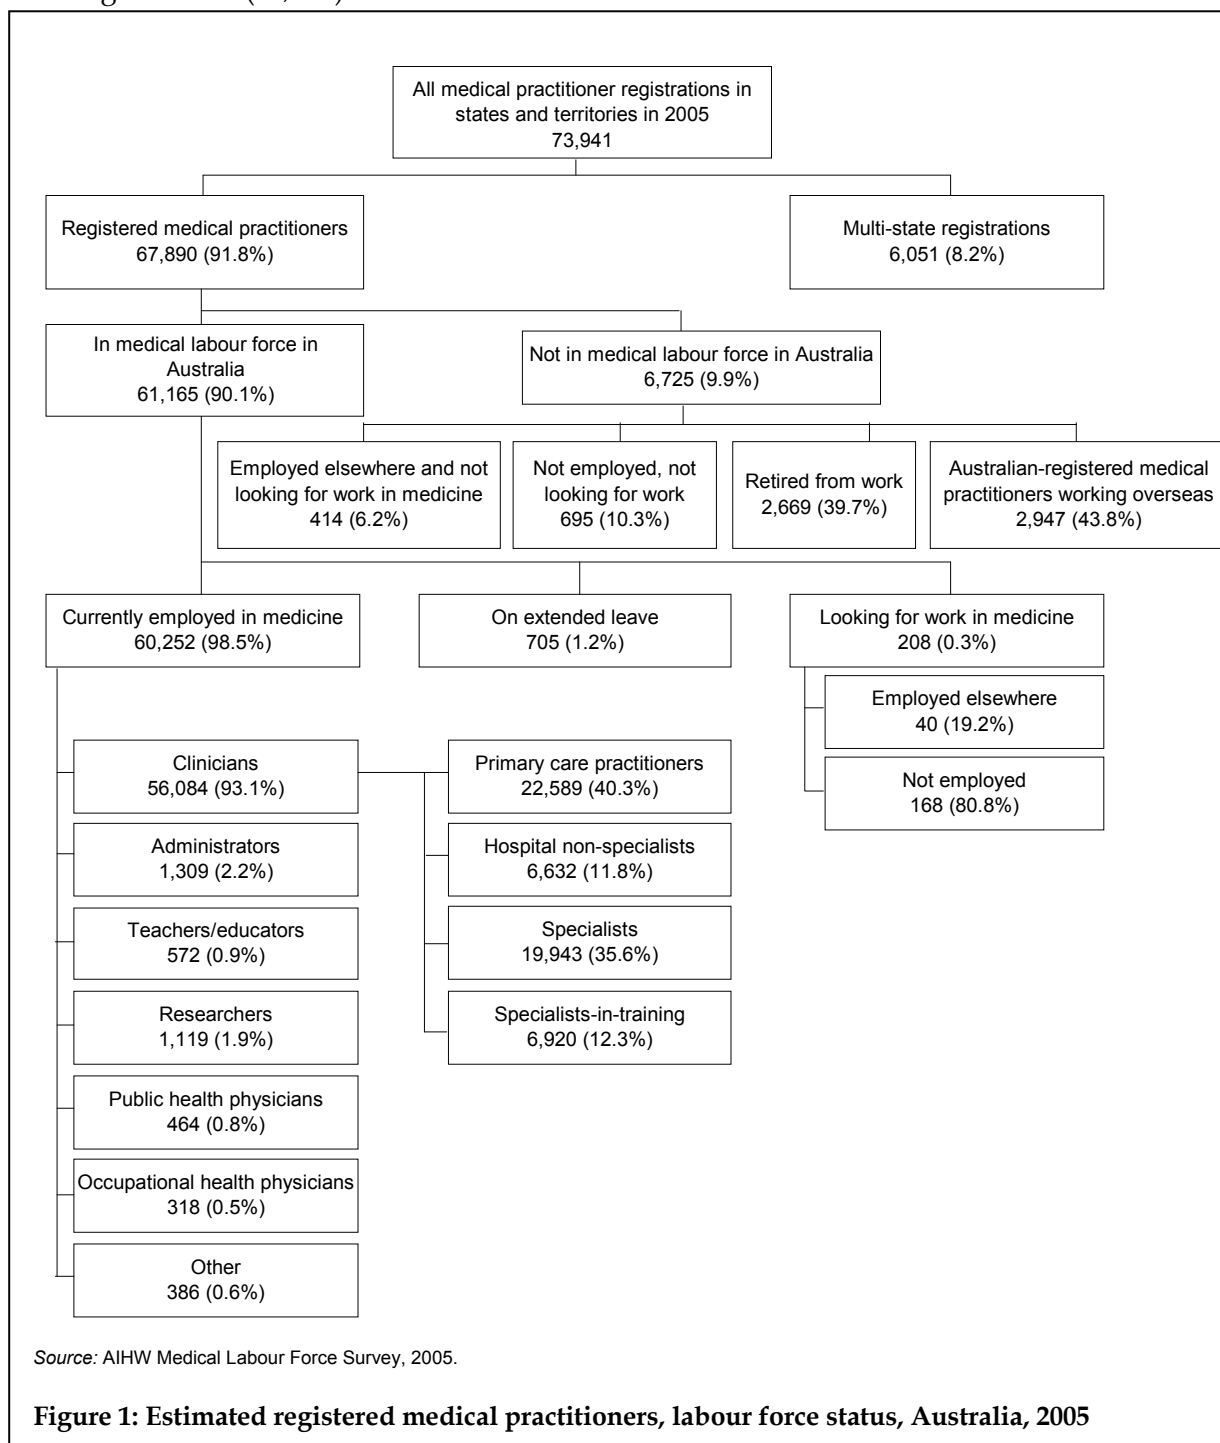 All medical practitioner registrations in
states and territories in 2005
73,941
Registered medical practitioners
67,890 (91.8%)
Multi-state registrations
6,051 (8.2%)
In medical labour force in
Australia
61,165 (90.1%)
Not in medical labour force in Australia
6,725 (9.9%)
Employed elsewhere and not
looking for work in medicine
414 (6.2%)
Not employed, not
looking for work
695 (10.3%)
Retired from work
2,669 (39.7%)
Australian-registered medical
practitioners working overseas
2,947 (43.8%)
Currently employed in medicine
60,252 (98.5%)
On extended leave
705 (1.2%)
Looking for work in medicine
208 (0.3%)
Employed elsewhere
40 (19.2%)
Not employed
168 (80.8%)
Clinicians
56,084 (93.1%)
Primary care practitioners
22,589 (40.3%)
Administrators
1,309 (2.2%)
Hospital non-specialists
6,632 (11.8%)
Teachers/educators
572 (0.9%)
Specialists
19,943 (35.6%)
Researchers
1,119 (1.9%)
Specialists-in-training
6,920 (12.3%)
Public health physicians
464 (0.8%)
Occupational health physicians
318 (0.5%)
Other
386 (0.6%)
Source: AIHW Medical Labour Force Survey, 2005.
Figure 1: Estimated registered medical practitioners, labour force status, Australia, 2005